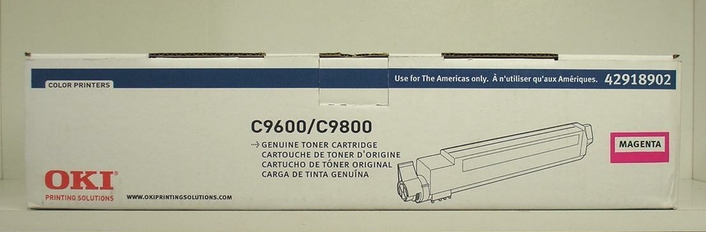 COLOR PRINTERS
Use for The Americas only. À n'utiliser qu'aux Amériques. 42918902
C9600/C9800
→GENUINE TONER CARTRIDGE
CARTOUCHE DE TONER D'ORIGINE
CARTUCHO DE TÓNER ORIGINAL
CARGA DE TINTA GENUÍNA
MAGENTA
OKI
PRINTING SOLUTIONS
WWW.OKIPRINTINGSOLUTIONS.COM